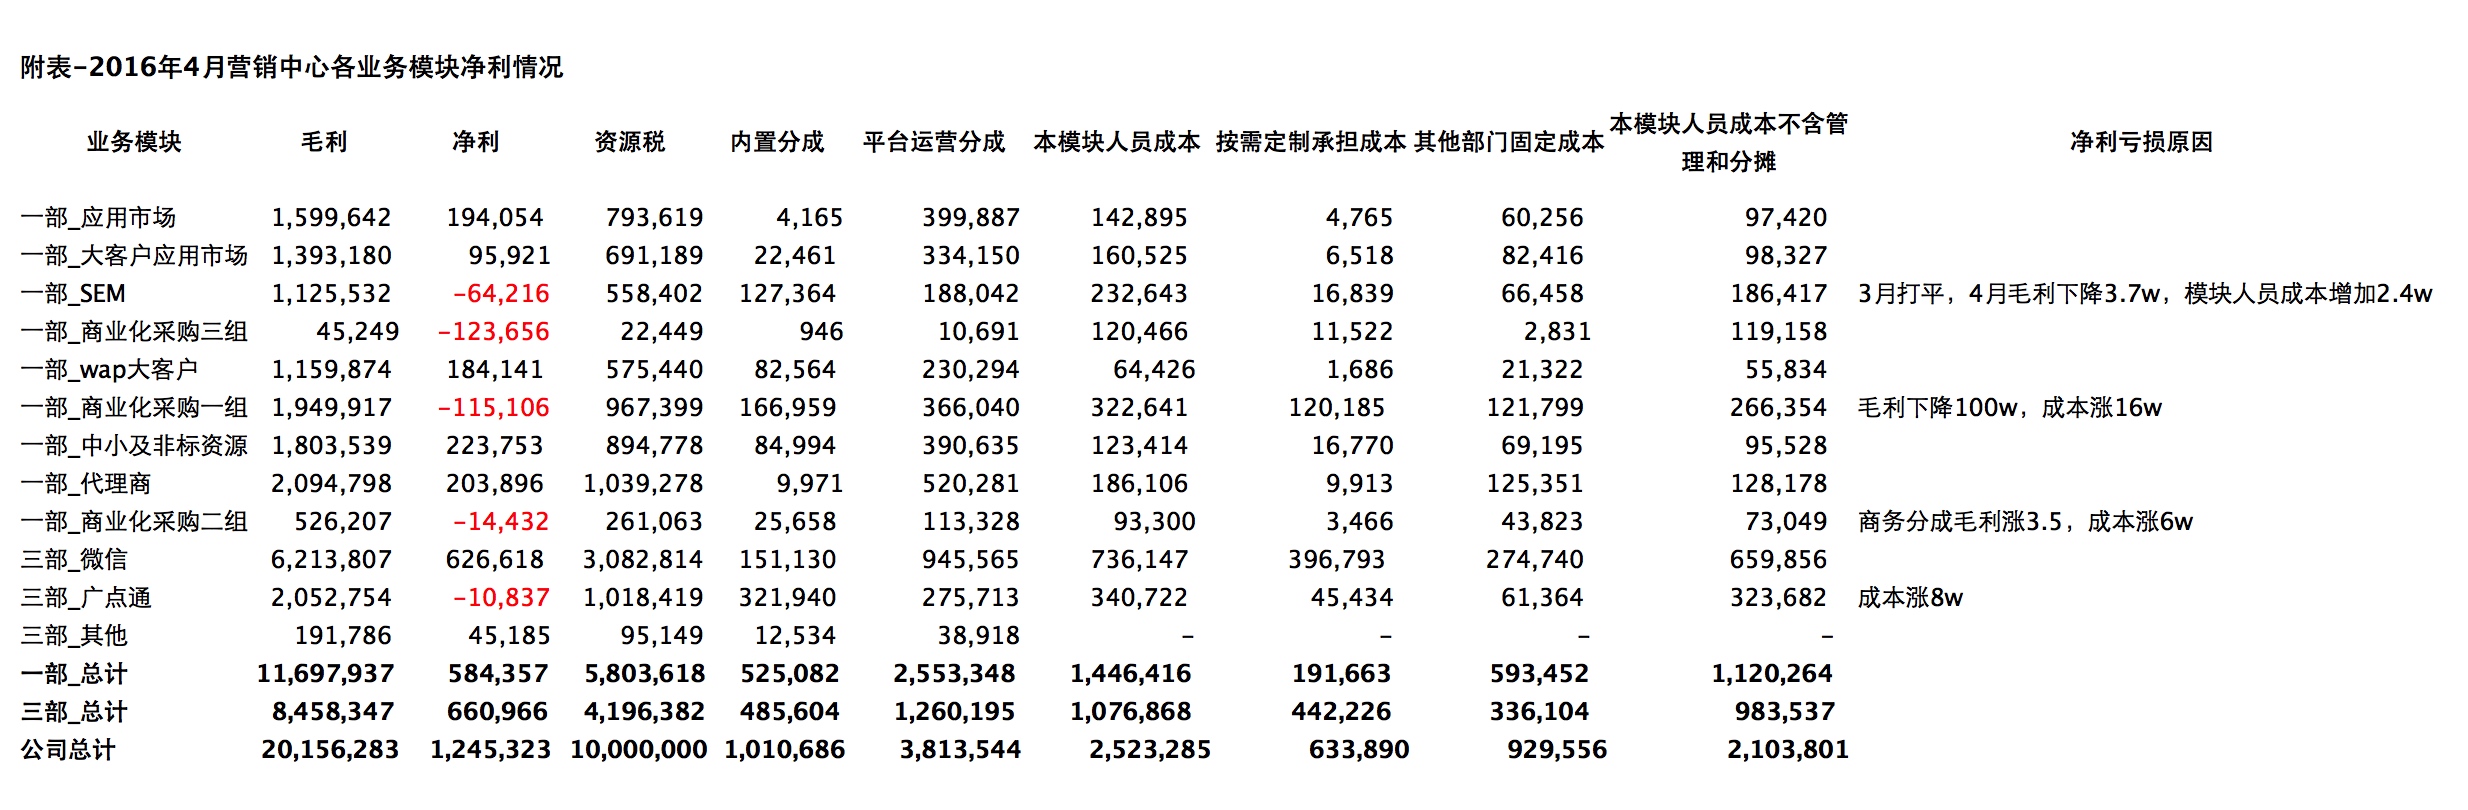 附表-2016年4月营销中心各业务模块净利情况
业务模块 毛利 净利 资源税 内置分成 平台运营分成 本模块人员成本 按需定制承担成本 其他部门固定成本 本模块人员成本不含管理和分摊 净利亏损原因
一部_应用市场 1,599,642 194,054 793,619 4,165 399,887 142,895 4,765 60,256 97,420
一部_大客户应用市场 1,393,180 95,921 691,189 22,461 334,150 160,525 6,518 82,416 98,327
一部_SEM 1,125,532 -64,216 558,402 127,364 188,042 232,643 16,839 66,458 186,417 3月打平，4月毛利下降3.7w，模块人员成本增加2.4w
一部_商业化采购三组 45,249 -123,656 22,449 946 10,691 120,466 11,522 2,831 119,158
一部_wap大客户 1,159,874 184,141 575,440 82,564 230,294 64,426 1,686 21,322 55,834
一部_商业化采购一组 1,949,917 -115,106 967,399 166,959 366,040 322,641 120,185 121,799 266,354 毛利下降100w，成本涨16w
一部_中小及非标资源 1,803,539 223,753 894,778 84,994 390,635 123,414 16,770 69,195 95,528
一部_代理商 2,094,798 203,896 1,039,278 9,971 520,281 186,106 9,913 125,351 128,178
一部_商业化采购二组 526,207 -14,432 261,063 25,658 113,328 93,300 3,466 43,823 73,049 商务分成毛利涨3.5，成本涨6w
三部_微信 6,213,807 626,618 3,082,814 151,130 945,565 736,147 396,793 274,740 659,856
三部_广点通 2,052,754 -10,837 1,018,419 321,940 275,713 340,722 45,434 61,364 323,682 成本涨8w
三部_其他 191,786 45,185 95,149 12,534 38,918 - - - -
一部_总计 11,697,937 584,357 5,803,618 525,082 2,553,348 1,446,416 191,663 593,452 1,120,264
三部_总计 8,458,347 660,966 4,196,382 485,604 1,260,195 1,076,868 442,226 336,104 983,537
公司总计 20,156,283 1,245,323 10,000,000 1,010,686 3,813,544 2,523,285 633,890 929,556 2,103,801